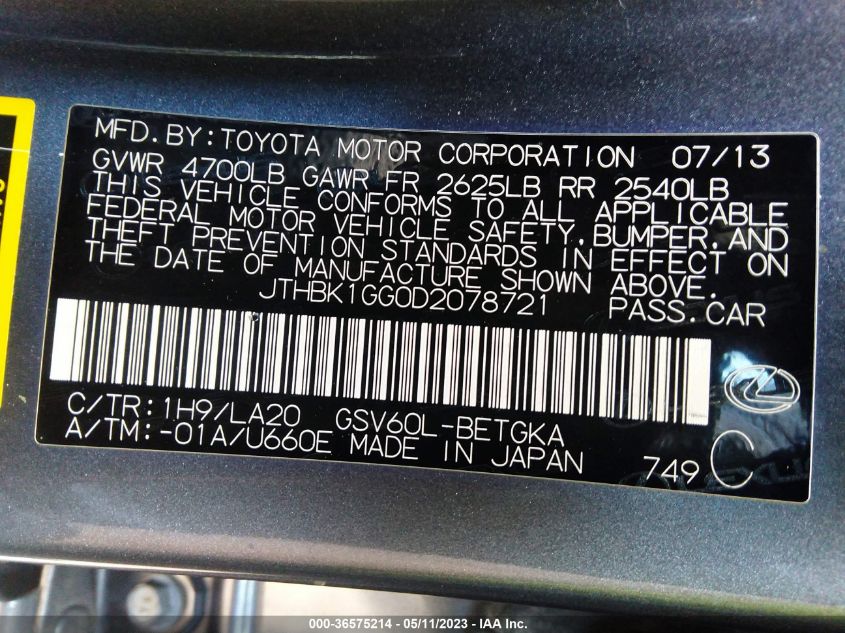 MFD.BY:TOYOTA MOTOR CORPORATION 07/13
GVWR 4700LB GAWR FR 2625LB RR 2540LB
THIS VEHICLE CONFORMS TO ALL APPLICABLE
FEDERAL MOTOR VEHICLE SAFETY,BUMPER,AND
THEFT PREVENTION STANDARDS IN EFFECT ON
THE DATE OF MANUFACTURE SHOWN ABOVE.
JTHBK1GG0D2078721 PASS.CAR
C/TR:1H9/LA20 GSV60L-BETGKA
A/TM:-01A/U660E MADE IN JAPAN 749 C
000-36575214 - 05/11/2023 - IAA Inc.